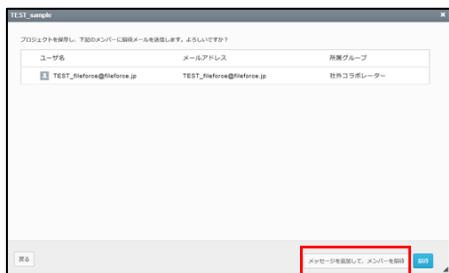 TEST_sample ×
プロジェクトを保存し、下記のメンバーに招待メールを送信します。よろしいですか？
ユーザ名 メールアドレス 所属グループ
TEST_fileforce@fileforce.jp TEST_fileforce@fileforce.jp 社外コラボレーター
戻る メッセージを追加して、メンバーを招待 招待